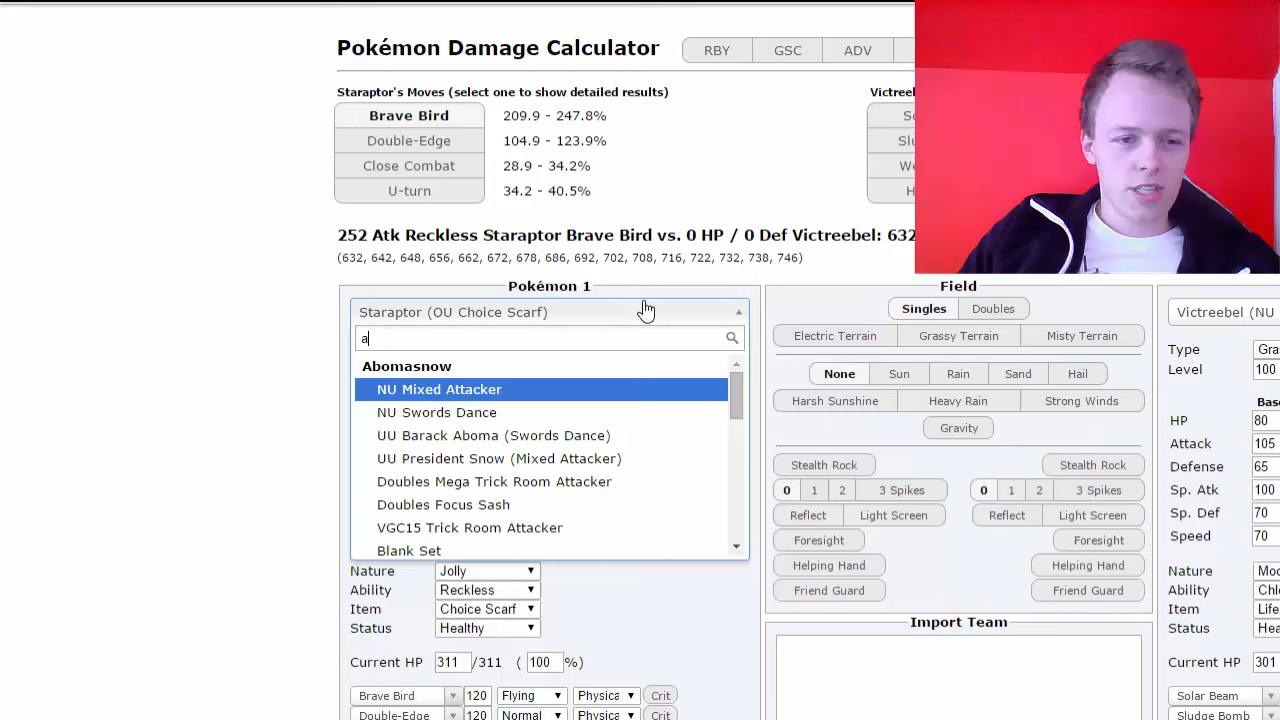 Pokémon Damage Calculator RBY GSC ADV
Staraptor's Moves (select one to show detailed results)
Brave Bird 209.9 - 247.8%
Double-Edge 104.9 - 123.9%
Close Combat 28.9 - 34.2%
U-turn 34.2 - 40.5%
252 Atk Reckless Staraptor Brave Bird vs. 0 HP / 0 Def Victreebel: 632
(632, 642, 648, 656, 662, 672, 678, 686, 692, 702, 708, 716, 722, 732, 738, 746)
Pokémon 1
Staraptor (OU Choice Scarf)
a
Abomasnow
NU Mixed Attacker
NU Swords Dance
UU Barack Aboma (Swords Dance)
UU President Snow (Mixed Attacker)
Doubles Mega Trick Room Attacker
Doubles Focus Sash
VGC15 Trick Room Attacker
Blank Set
Nature Jolly
Ability Reckless
Item Choice Scarf
Status Healthy
Current HP 311 /311 ( 100 %)
Brave Bird 120 Flying Physica Crit
Double-Edge 120 Normal Physica Crit
Field
Singles Doubles
Electric Terrain Grassy Terrain Misty Terrain
None Sun Rain Sand Hail
Harsh Sunshine Heavy Rain Strong Winds
Gravity
Stealth Rock Stealth Rock
0 1 2 3 Spikes 0 1 2 3 Spikes
Reflect Light Screen Reflect Light Screen
Foresight Foresight
Helping Hand Helping Hand
Friend Guard Friend Guard
Import Team
Victreebel (NU
Type Gra
Level 100
Base
HP 80
Attack 105
Defense 65
Sp. Atk 100
Sp. Def 70
Speed 70
Nature Mod
Ability Chl
Item Life
Status Hea
Current HP 301
Solar Beam
Sludge Bomb